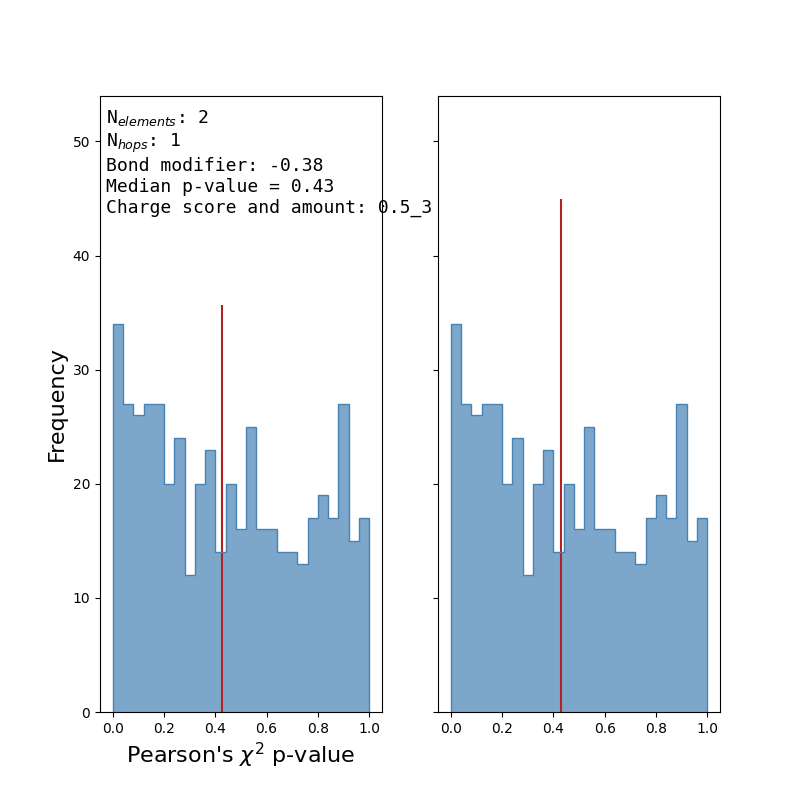 N_elements: 2
N_hops: 1
Bond modifier: -0.38
Median p-value = 0.43
Charge score and amount: 0.5_3
50
40
30
20
10
0
Frequency
0.0 0.2 0.4 0.6 0.8 1.0
Pearson's χ² p-value
0.0 0.2 0.4 0.6 0.8 1.0